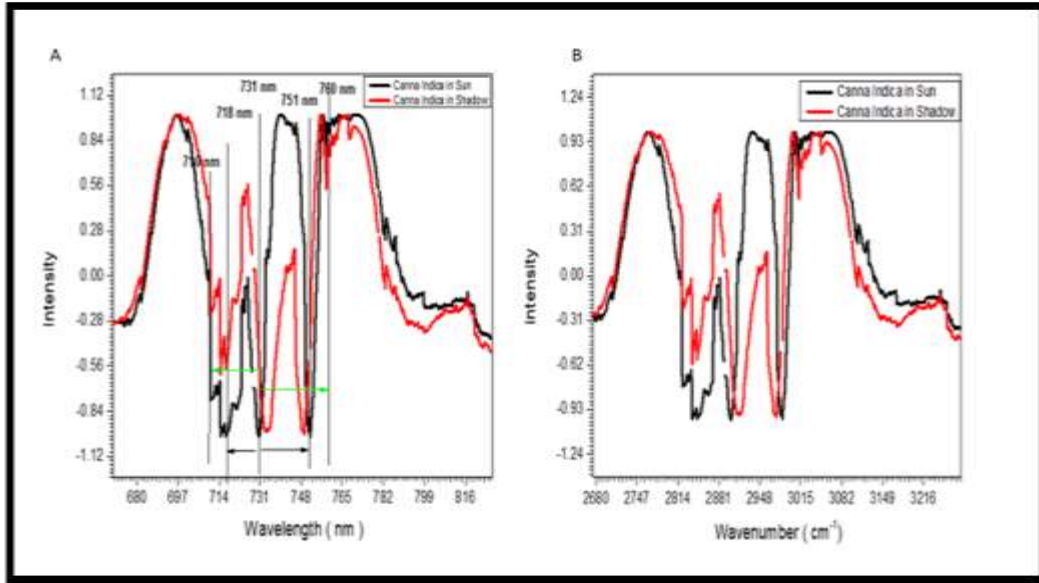 A
B
731 nm
751 nm
760 nm
718 nm
Canna Indica in Sun
Canna Indica in Shadow
Canna Indica in Sun
Canna Indica in Shadow
1.12
0.84
0.56
0.28
0.00
-0.28
-0.56
-0.84
-1.12
Intensity
680 697 714 731 748 765 782 799 816
Wavelength ( nm )
1.24
0.93
0.62
0.31
0.00
-0.31
-0.62
-0.93
-1.24
Intensity
2680 2747 2814 2881 2948 3015 3082 3149 3216
Wavenumber ( cm⁻¹ )